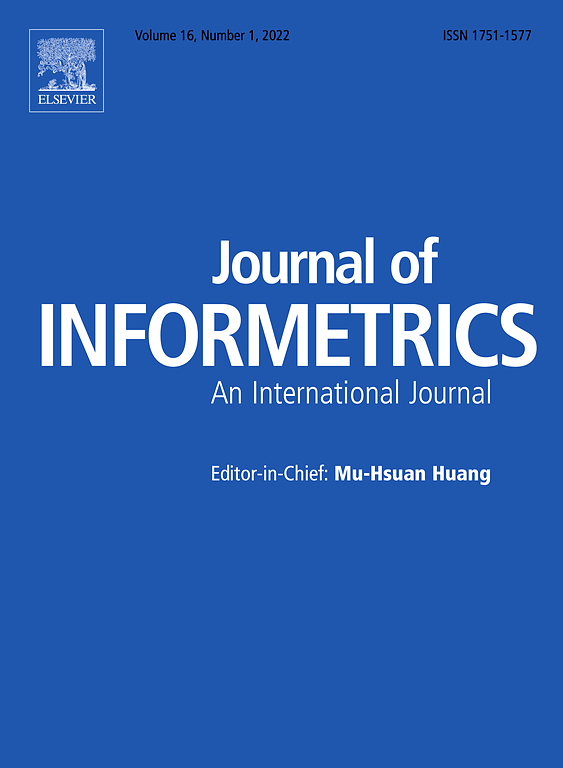 Volume 16, Number 1, 2022
ISSN 1751-1577
ELSEVIER
Journal of
INFORMETRICS
An International Journal
Editor-in-Chief: Mu-Hsuan Huang